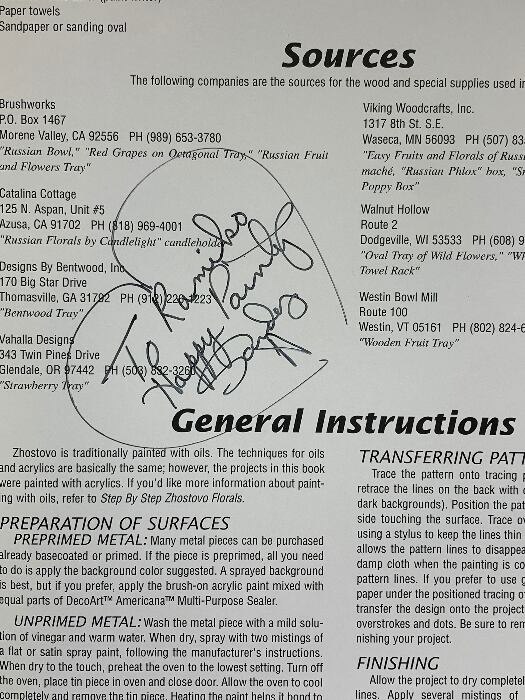 Paper towels
Sandpaper or sanding oval
Sources
The following companies are the sources for the wood and special supplies used in
Brushworks
P.O. Box 1467
Morene Valley, CA 92556 PH (989) 653-3780
"Russian Bowl," "Red Grapes on Octagonal Tray," "Russian Fruit
and Flowers Tray"
Catalina Cottage
125 N. Aspan, Unit #5
Azusa, CA 91702 PH (818) 969-4001
"Russian Florals by Candlelight" candleholder
Designs By Bentwood, Inc.
170 Big Star Drive
Thomasville, GA 31792 PH (912) 226-1223
"Bentwood Tray"
Vahalla Designs
343 Twin Pines Drive
Glendale, OR 97442 PH (503) 832-3260
"Strawberry Tray"
Viking Woodcrafts, Inc.
1317 8th St. S.E.
Waseca, MN 56093 PH (507) 83
"Easy Fruits and Florals of Russ
maché, "Russian Phlox" box, "S
Poppy Box"
Walnut Hollow
Route 2
Dodgeville, WI 53533 PH (608) 9
"Oval Tray of Wild Flowers," "W
Towel Rack"
Westin Bowl Mill
Route 100
Westin, VT 05161 PH (802) 824-6
"Wooden Fruit Tray"
To
Happy Painting
General Instructions
Zhostovo is traditionally painted with oils. The techniques for oils
and acrylics are basically the same; however, the projects in this book
were painted with acrylics. If you'd like more information about paint-
ing with oils, refer to Step By Step Zhostovo Florals.
PREPARATION OF SURFACES
PREPRIMED METAL: Many metal pieces can be purchased
already basecoated or primed. If the piece is preprimed, all you need
to do is apply the background color suggested. A sprayed background
is best, but if you prefer, apply the brush-on acrylic paint mixed with
equal parts of DecoArt™ Americana™ Multi-Purpose Sealer.
UNPRIMED METAL: Wash the metal piece with a mild solu-
tion of vinegar and warm water. When dry, spray with two mistings of
a flat or satin spray paint, following the manufacturer's instructions.
When dry to the touch, preheat the oven to the lowest setting. Turn off
the oven, place tin piece in oven and close door. Allow the oven to cool
completely and remove the tin piece. Heating the paint helps it bond to
TRANSFERRING PATT
Trace the pattern onto tracing p
retrace the lines on the back with
dark backgrounds). Position the pat
side touching the surface. Trace ov
using a stylus to keep the lines thin
allows the pattern lines to disappea
damp cloth when the painting is co
pattern lines. If you prefer to use g
paper under the positioned tracing o
transfer the design onto the project
overstrokes and dots. Be sure to rem
nishing your project.
FINISHING
Allow the project to dry complete
lines. Apply several mistings of